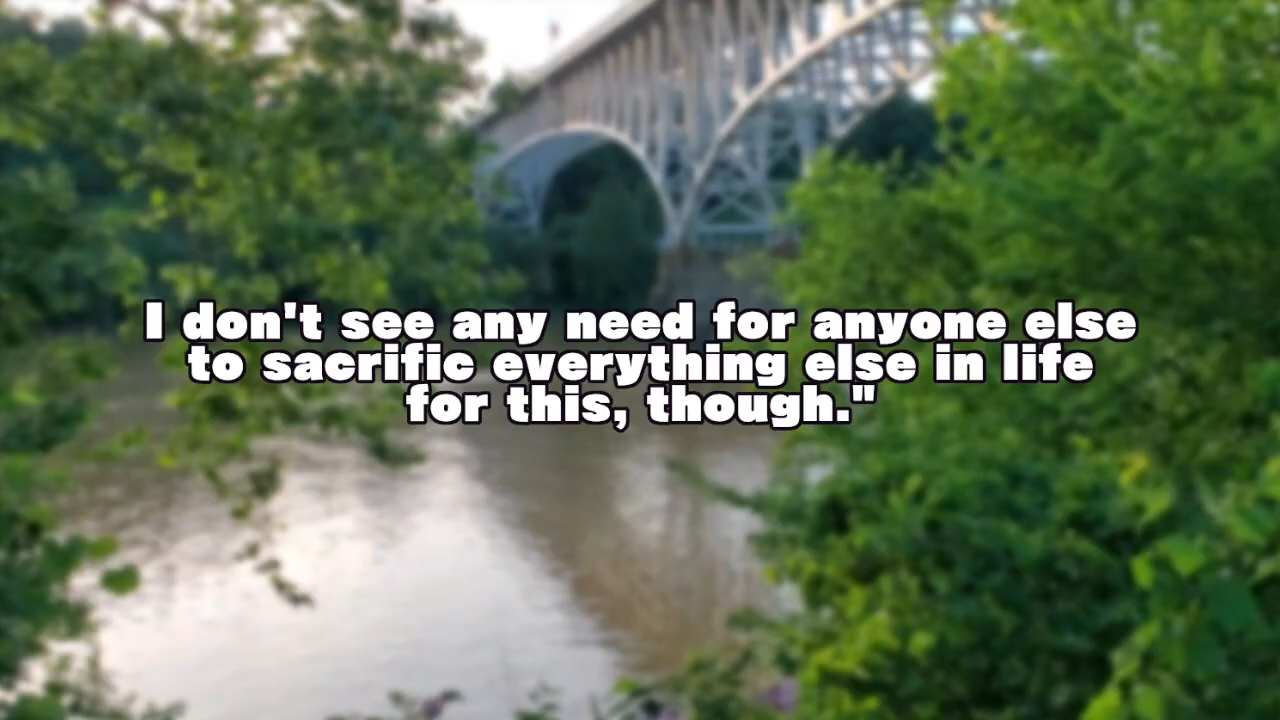 I don't see any need for anyone else
to sacrific everything else in life
for this, though."